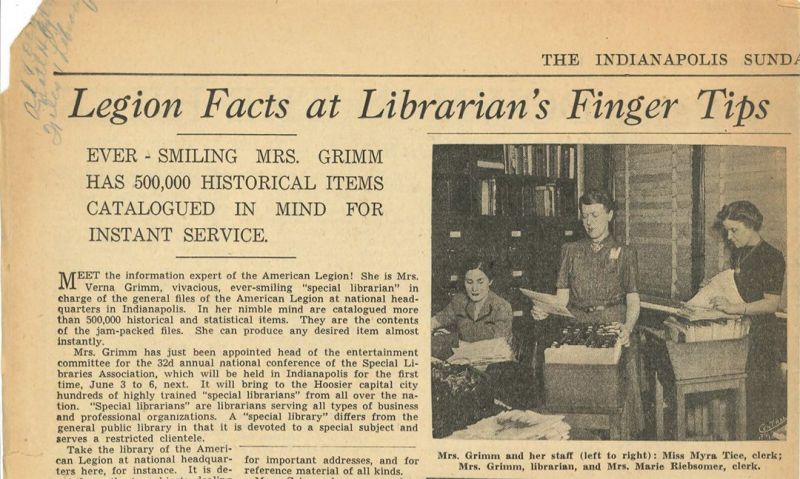 THE INDIANAPOLIS SUNDA
Legion Facts at Librarian's Finger Tips
EVER - SMILING MRS. GRIMM
HAS 500,000 HISTORICAL ITEMS
CATALOGUED IN MIND FOR
INSTANT SERVICE.
MEET the information expert of the American Legion! She is Mrs.
Verna Grimm, vivacious, ever-smiling "special librarian" in
charge of the general files of the American Legion at national head-
quarters in Indianapolis. In her nimble mind are catalogued more
than 500,000 historical and statistical items. They are the contents
of the jam-packed files. She can produce any desired item almost
instantly.
Mrs. Grimm has just been appointed head of the entertainment
committee for the 32d annual national conference of the Special Li-
braries Association, which will be held in Indianapolis for the first
time, June 3 to 6, next. It will bring to the Hoosier capital city
hundreds of highly trained "special librarians" from all over the na-
tion. "Special librarians" are librarians serving all types of business
and professional organizations. A "special library" differs from the
general public library in that it is devoted to a special subject and
serves a restricted clientele.
Take the library of the Ameri-
can Legion at national headquar-
ters here, for instance. It is de-
for important addresses, and for
reference material of all kinds.
Mrs. Grimm and her staff (left to right): Miss Myra Tice, clerk;
Mrs. Grimm, librarian, and Mrs. Marie Riebsomer, clerk.